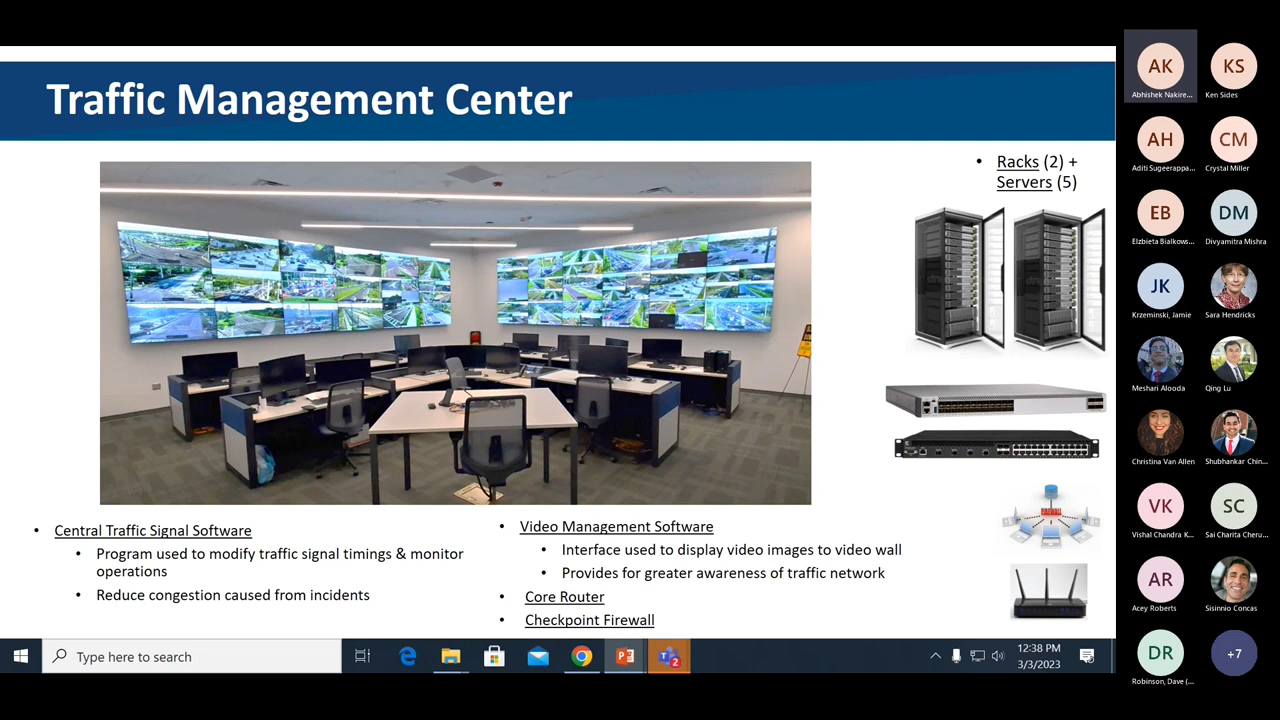 Traffic Management Center
• Racks (2) +
Servers (5)
FIREWALL
• Central Traffic Signal Software
• Program used to modify traffic signal timings & monitor
operations
• Reduce congestion caused from incidents
• Video Management Software
• Interface used to display video images to video wall
• Provides for greater awareness of traffic network
• Core Router
• Checkpoint Firewall
Type here to search
2
12:38 PM
3/3/2023
AK
Abhishek Nakire...
KS
Ken Sides
AH
Aditi Sugeerappa...
CM
Crystal Miller
EB
Elzbieta Bialkows...
DM
Divyamitra Mishra
JK
Krzeminski, Jamie
Sara Hendricks
Meshari Alooda
Qing Lu
Christina Van Allen
Shubhankar Chin...
VK
Vishal Chandra K...
SC
Sai Charita Cheru...
AR
Acey Roberts
Sisinnio Concas
DR
Robinson, Dave (...
+7